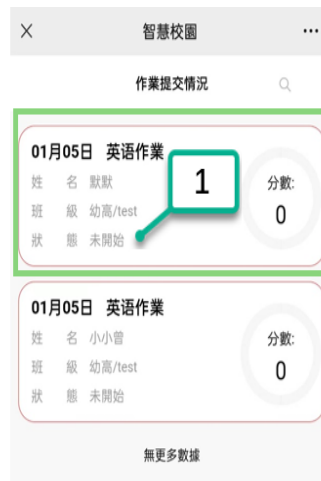 智慧校園
作業提交情況
01月05日 英语作業
姓 名 默默
班 級 幼高/test
狀 態 未開始
分數:
0
1
01月05日 英语作業
姓 名 小小曾
班 級 幼高/test
狀 態 未開始
分數:
0
無更多數據